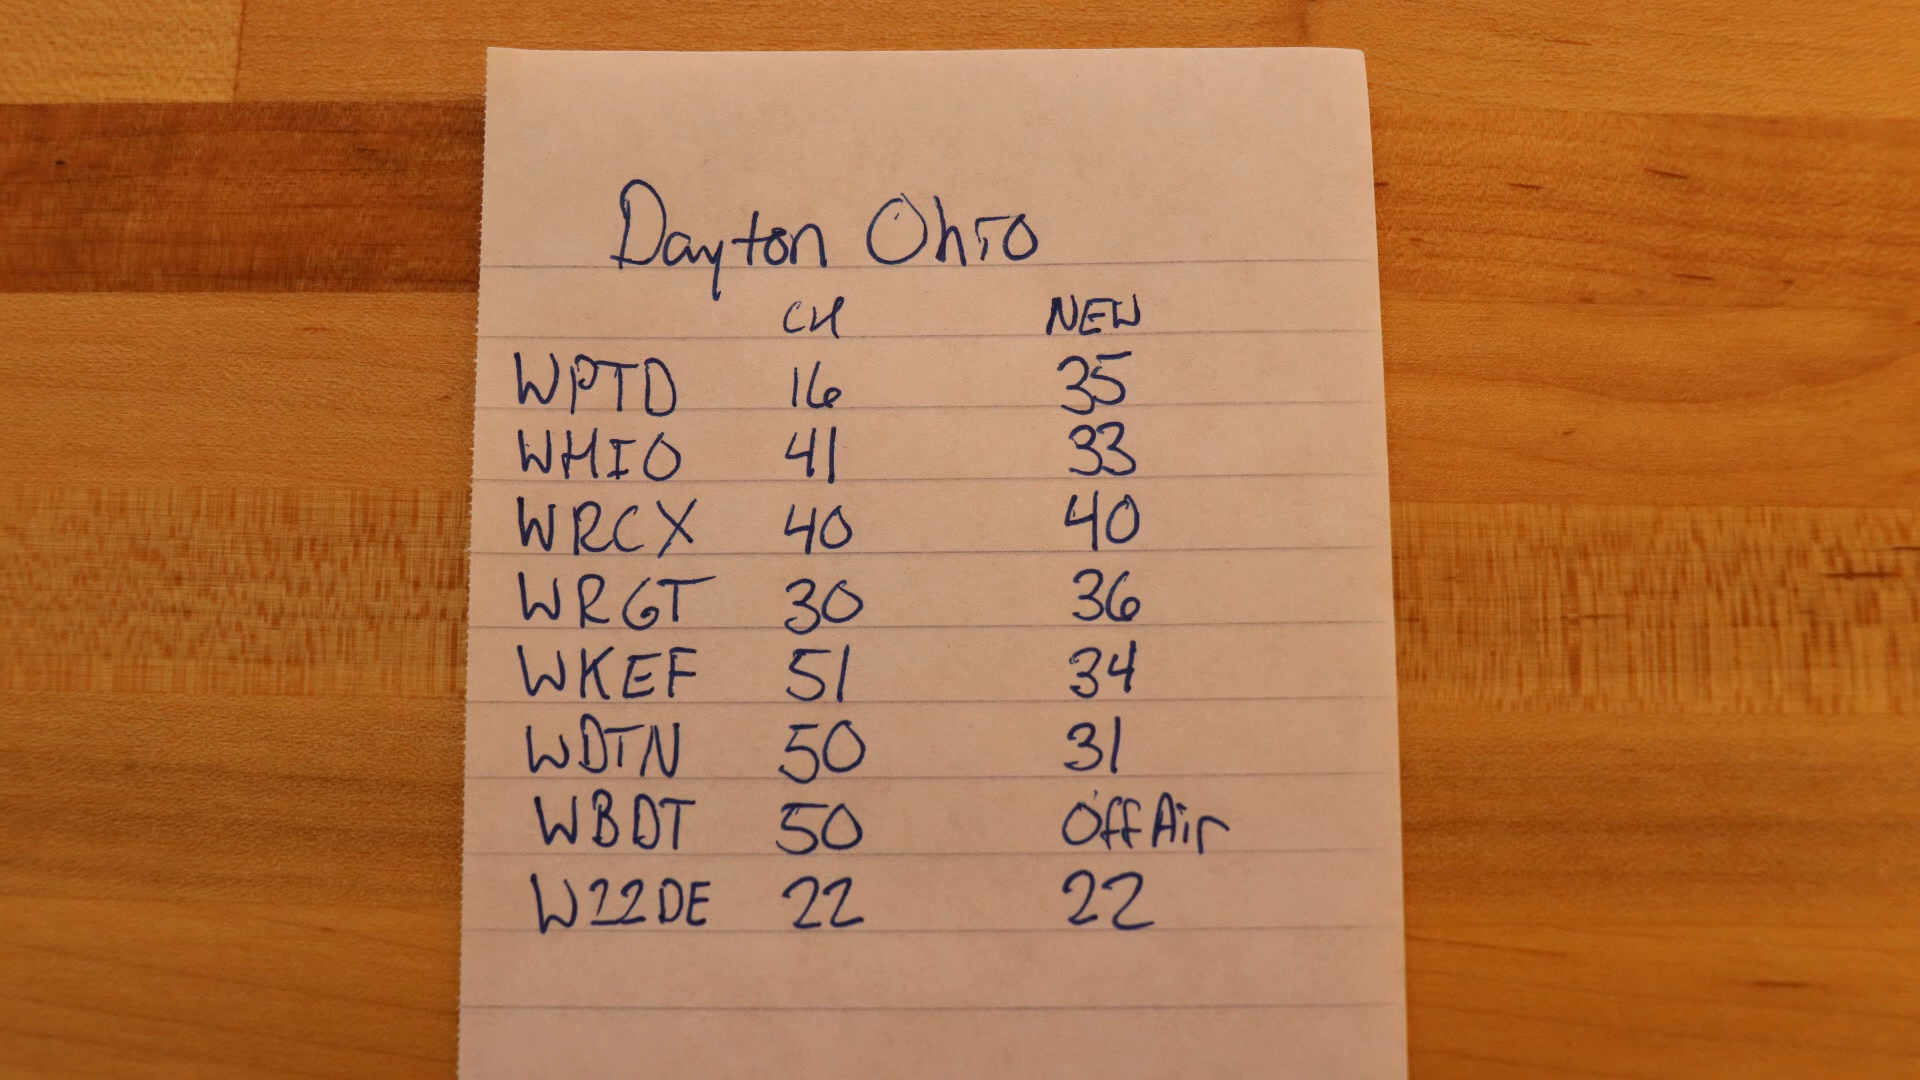 Dayton Ohio
CH NEW
WPTD 16 35
WHIO 41 33
WRCX 40 40
WRGT 30 36
WKEF 51 34
WDTN 50 31
WBDT 50 Off Air
W22DE 22 22